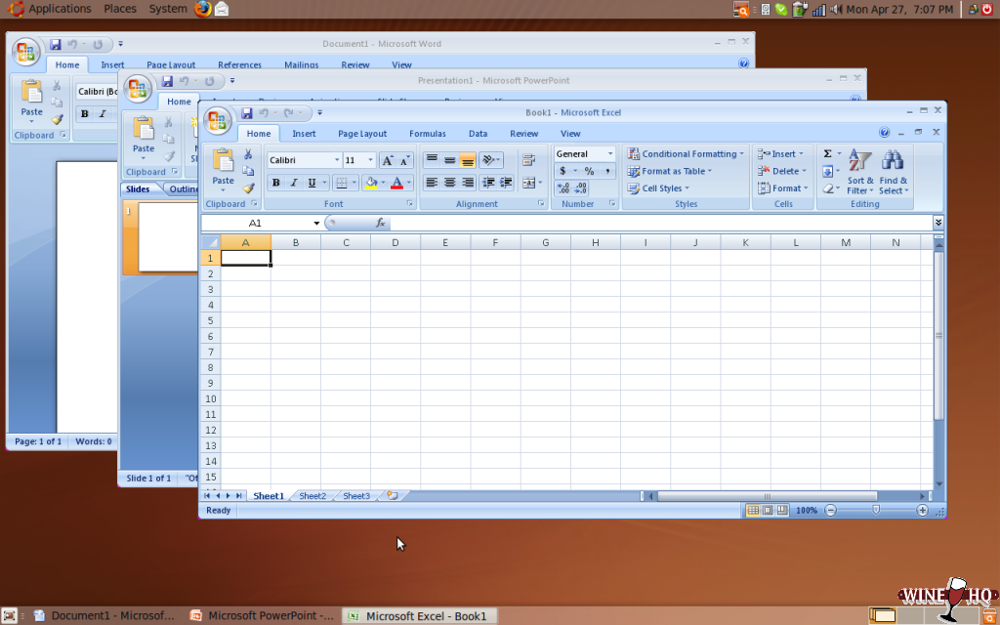 Applications Places System Mon Apr 27, 7:07 PM
Document1 - Microsoft Word
Home Insert Page Layout References Mailings Review View
Calibri (Bo
Paste
B I
Clipboard
Page: 1 of 1 Words: 0
Presentation1 - Microsoft PowerPoint
Home
Paste
Clipboard
Slides Outline
1
Slide 1 of 1 "Of
Book1 - Microsoft Excel
Home Insert Page Layout Formulas Data Review View
Paste
Clipboard
Calibri 11 A A
B I U A
Font
Alignment
General
$ % ,
.00 .00
Number
Conditional Formatting
Format as Table
Cell Styles
Styles
Insert
Delete
Format
Cells
Σ
Sort & Filter
Find & Select
Editing
A1 fx
A B C D E F G H I J K L M N
1
2
3
4
5
6
7
8
9
10
11
12
13
14
15
Sheet1 Sheet2 Sheet3
Ready 100%
WINE HQ
Document1 - Microsof... Microsoft PowerPoint -... Microsoft Excel - Book1